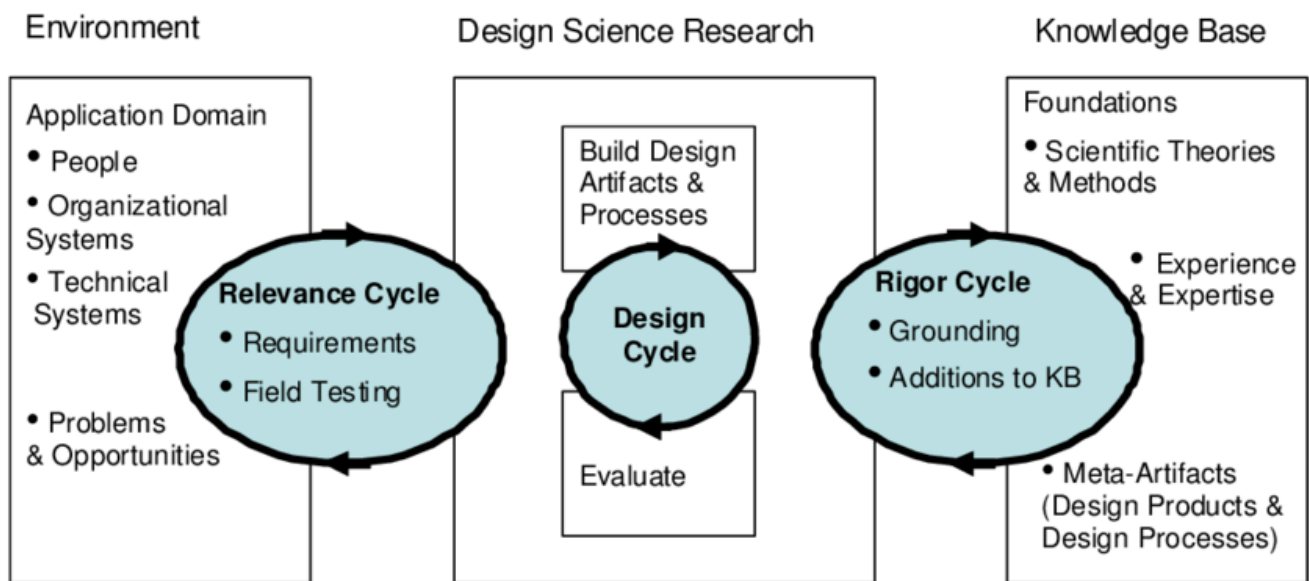 Environment
Design Science Research
Knowledge Base
Application Domain
• People
• Organizational
Systems
• Technical
Systems
• Problems
& Opportunities
Relevance Cycle
• Requirements
• Field Testing
Build Design
Artifacts &
Processes
Design
Cycle
Evaluate
Rigor Cycle
• Grounding
• Additions to KB
Foundations
• Scientific Theories
& Methods
• Experience
& Expertise
• Meta-Artifacts
(Design Products &
Design Processes)